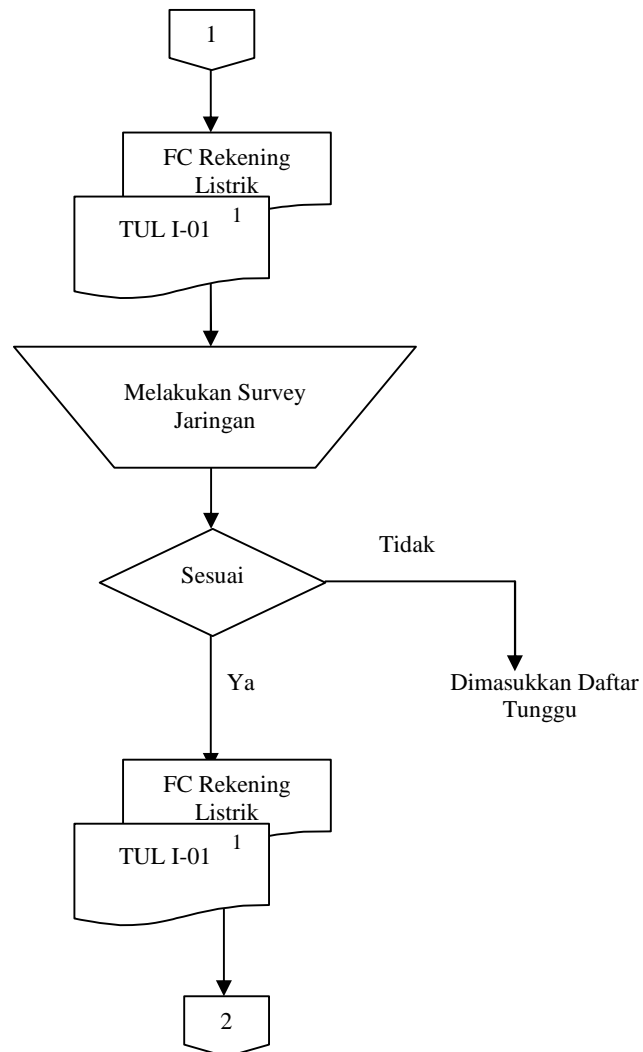 1
FC Rekening
Listrik
TUL I-01 1
Melakukan Survey
Jaringan
Sesuai
Tidak
Ya
Dimasukkan Daftar
Tunggu
FC Rekening
Listrik
TUL I-01 1
2